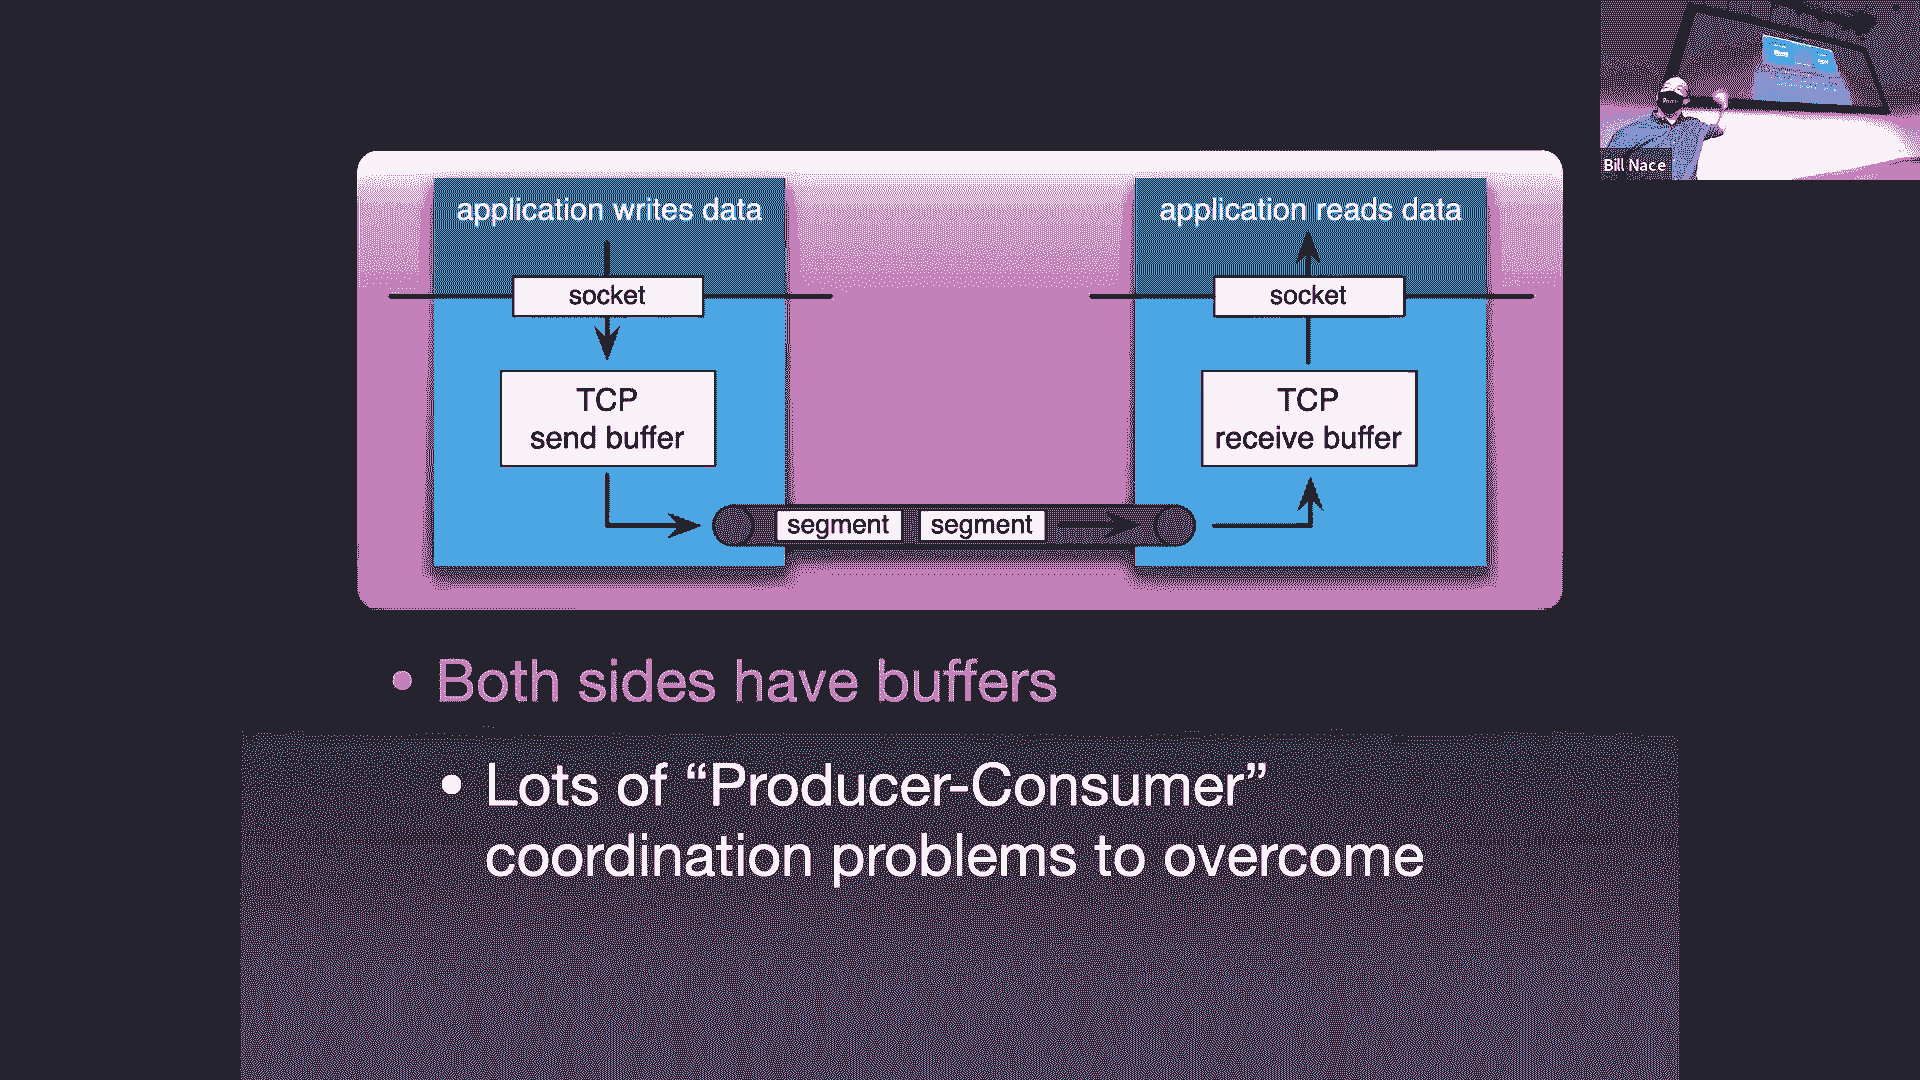 application writes data
socket
TCP
send buffer
segment segment
application reads data
socket
TCP
receive buffer
• Both sides have buffers
• Lots of “Producer-Consumer”
coordination problems to overcome
Bill Nace